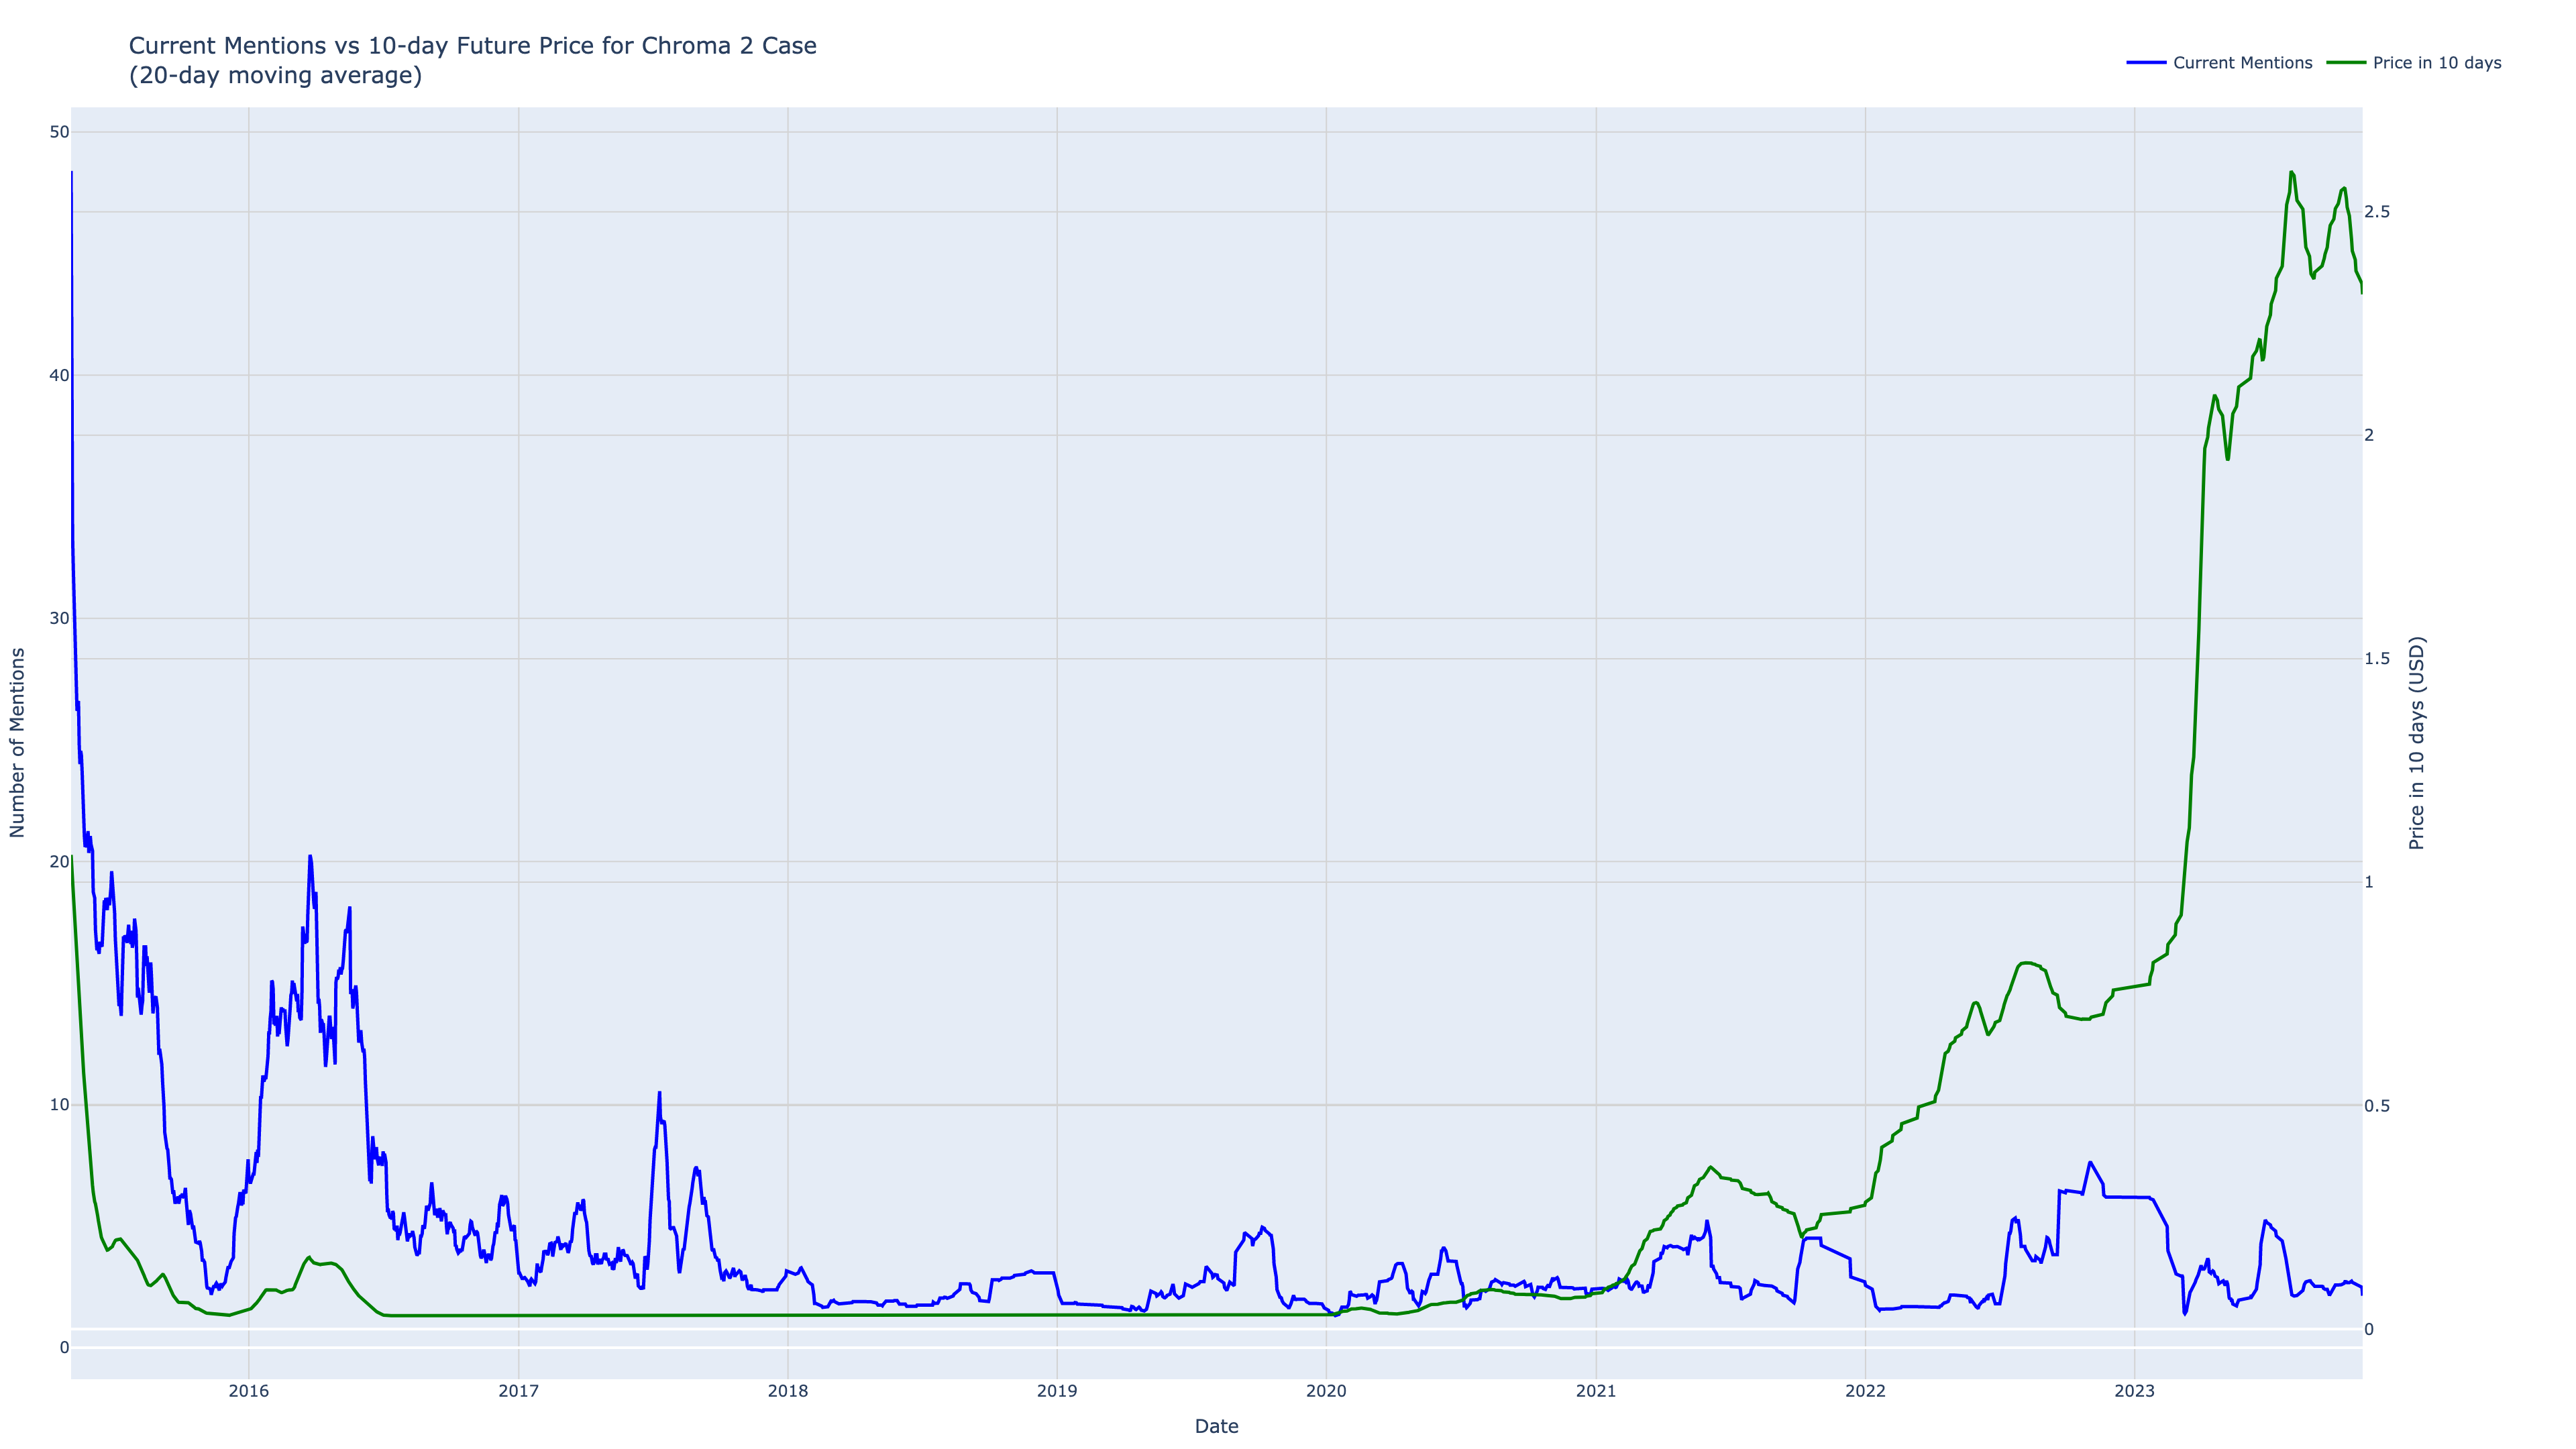 Current Mentions vs 10-day Future Price for Chroma 2 Case
(20-day moving average)
Current Mentions
Price in 10 days
50
40
30
20
10
0
Number of Mentions
2.5
2
1.5
1
0.5
0
Price in 10 days (USD)
2016
2017
2018
2019
2020
2021
2022
2023
Date